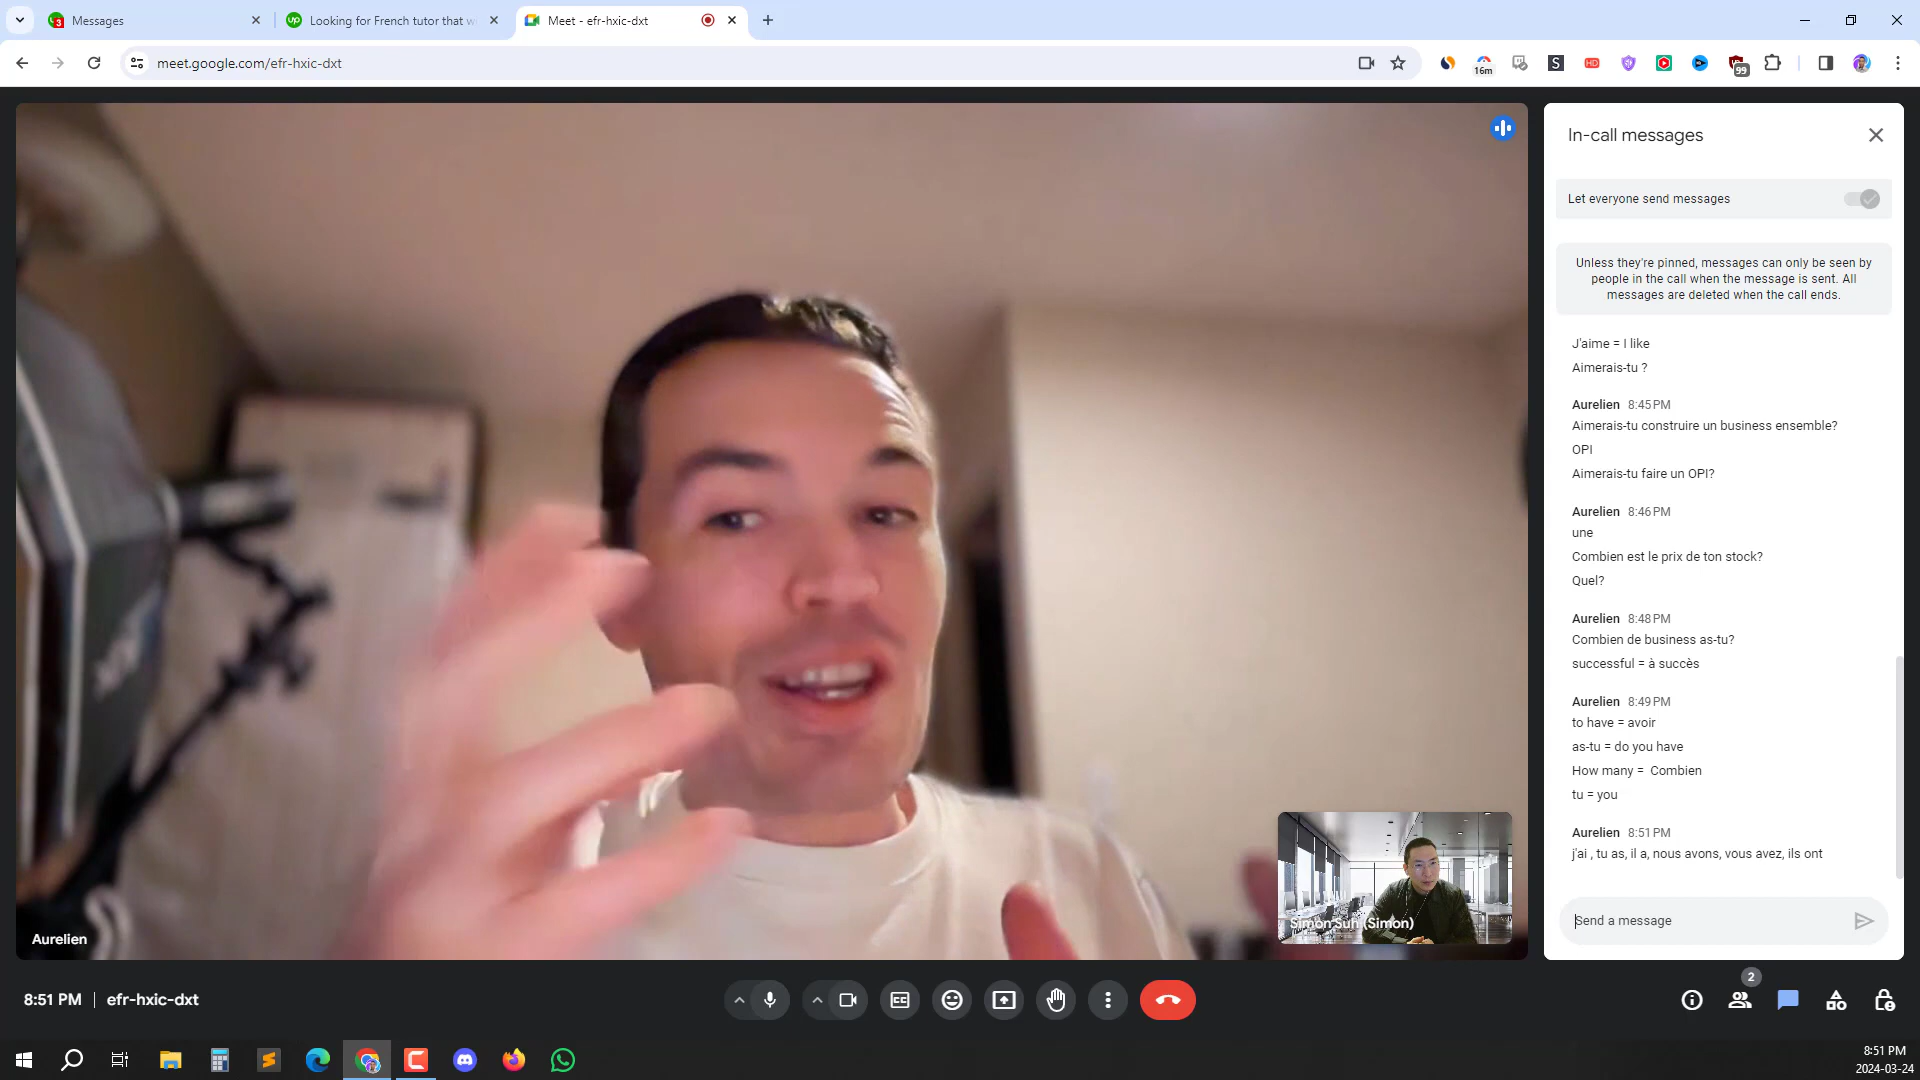 Messages
Looking for French tutor that w
Meet - efr-hxic-dxt
meet.google.com/efr-hxic-dxt
16m
S
HD
99
In-call messages
Let everyone send messages
Unless they're pinned, messages can only be seen by
people in the call when the message is sent. All
messages are deleted when the call ends.
J'aime = I like
Aimerais-tu ?
Aurelien 8:45 PM
Aimerais-tu construire un business ensemble?
OPI
Aimerais-tu faire un OPI?
Aurelien 8:46 PM
une
Combien est le prix de ton stock?
Quel?
Aurelien 8:48 PM
Combien de business as-tu?
successful = à succès
Aurelien 8:49 PM
to have = avoir
as-tu = do you have
How many = Combien
tu = you
Aurelien 8:51 PM
j'ai , tu as, il a, nous avons, vous avez, ils ont
Send a message
Aurelien
8:51 PM | efr-hxic-dxt
CC
2
8:51 PM
2024-03-24